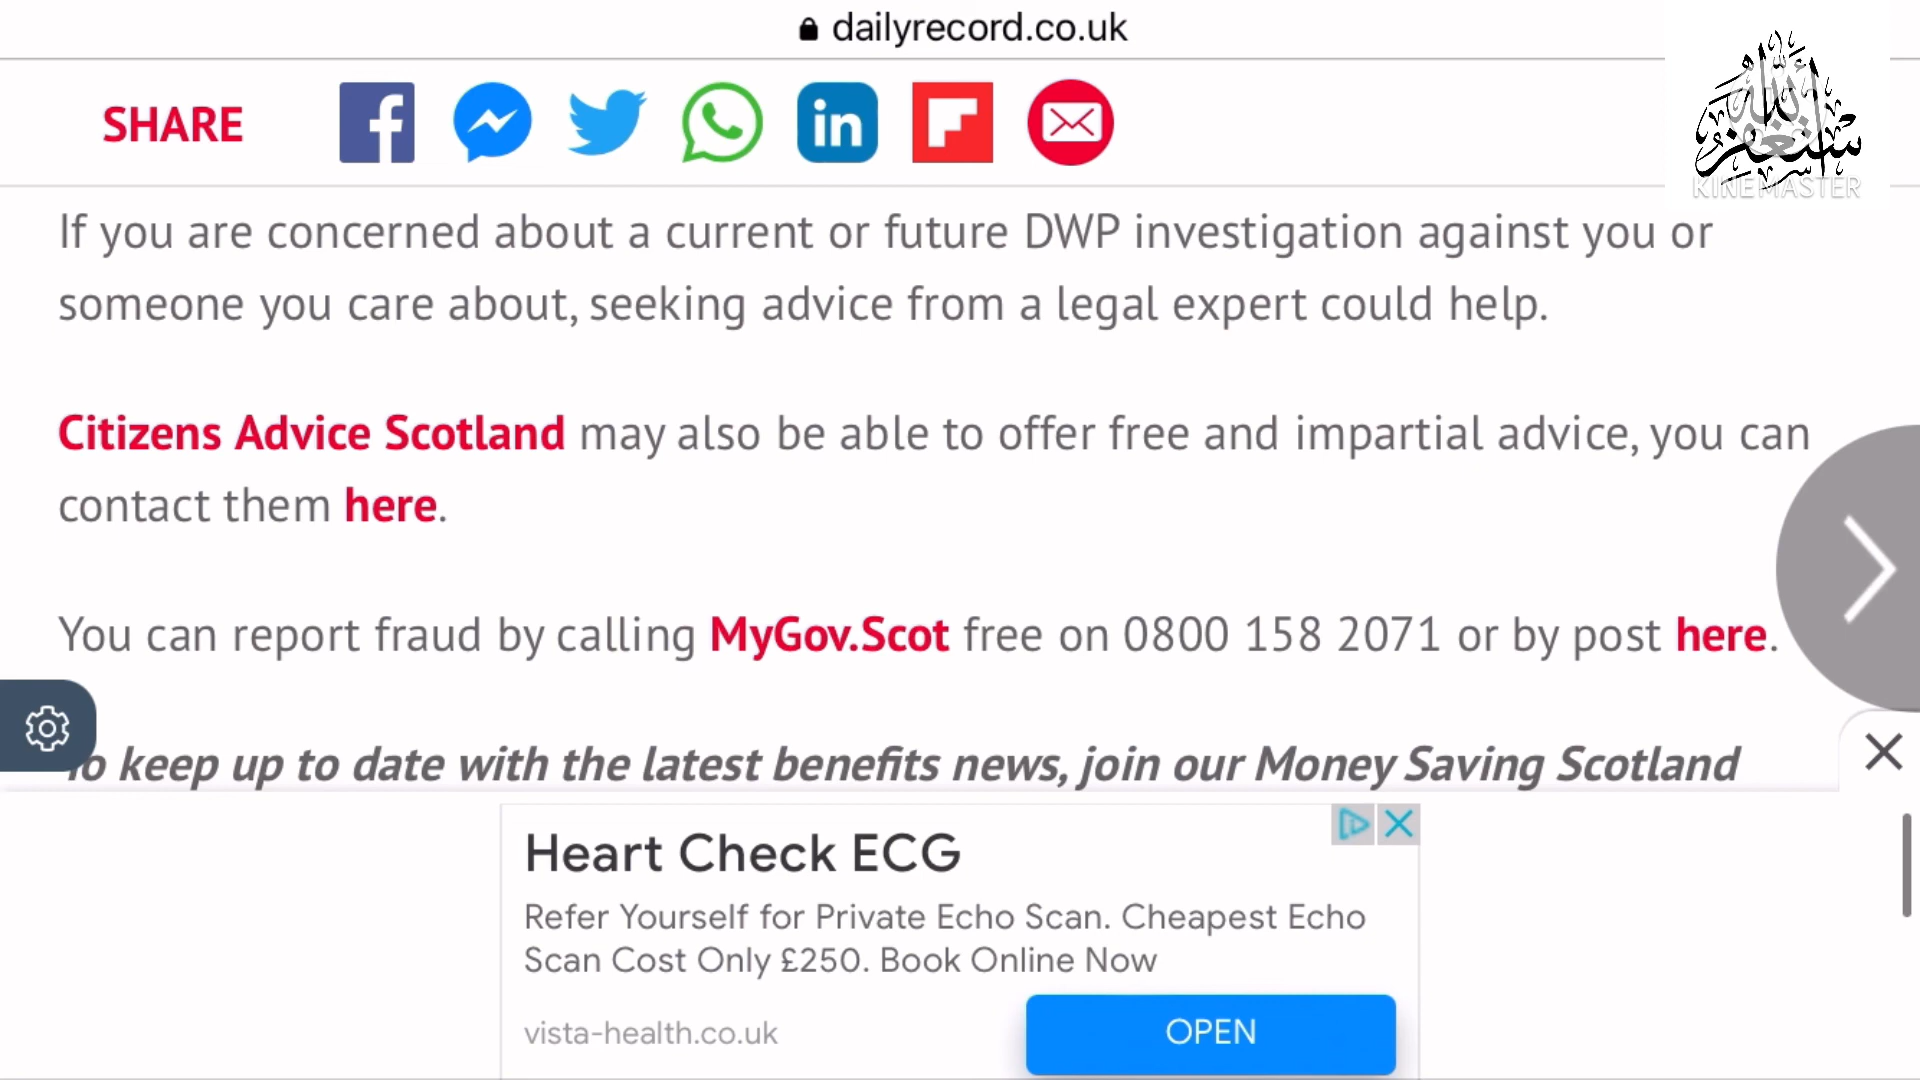 dailyrecord.co.uk
SHARE
أستغفر الله
KINEMASTER
If you are concerned about a current or future DWP investigation against you or
someone you care about, seeking advice from a legal expert could help.
Citizens Advice Scotland may also be able to offer free and impartial advice, you can
contact them here.
You can report fraud by calling MyGov.Scot free on 0800 158 2071 or by post here.
To keep up to date with the latest benefits news, join our Money Saving Scotland
Heart Check ECG
Refer Yourself for Private Echo Scan. Cheapest Echo
Scan Cost Only £250. Book Online Now
vista-health.co.uk
OPEN